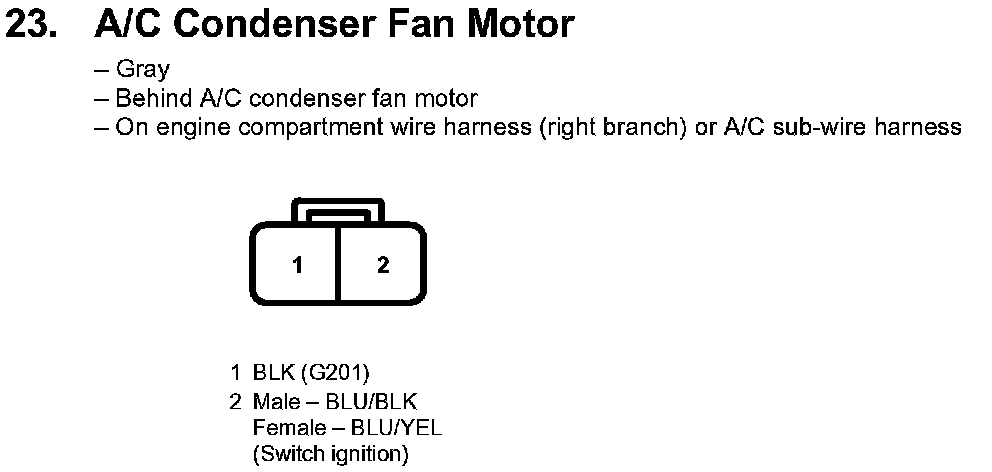 23. A/C Condenser Fan Motor
– Gray
– Behind A/C condenser fan motor
– On engine compartment wire harness (right branch) or A/C sub-wire harness
1 2
1 BLK (G201)
2 Male – BLU/BLK
Female – BLU/YEL
(Switch ignition)